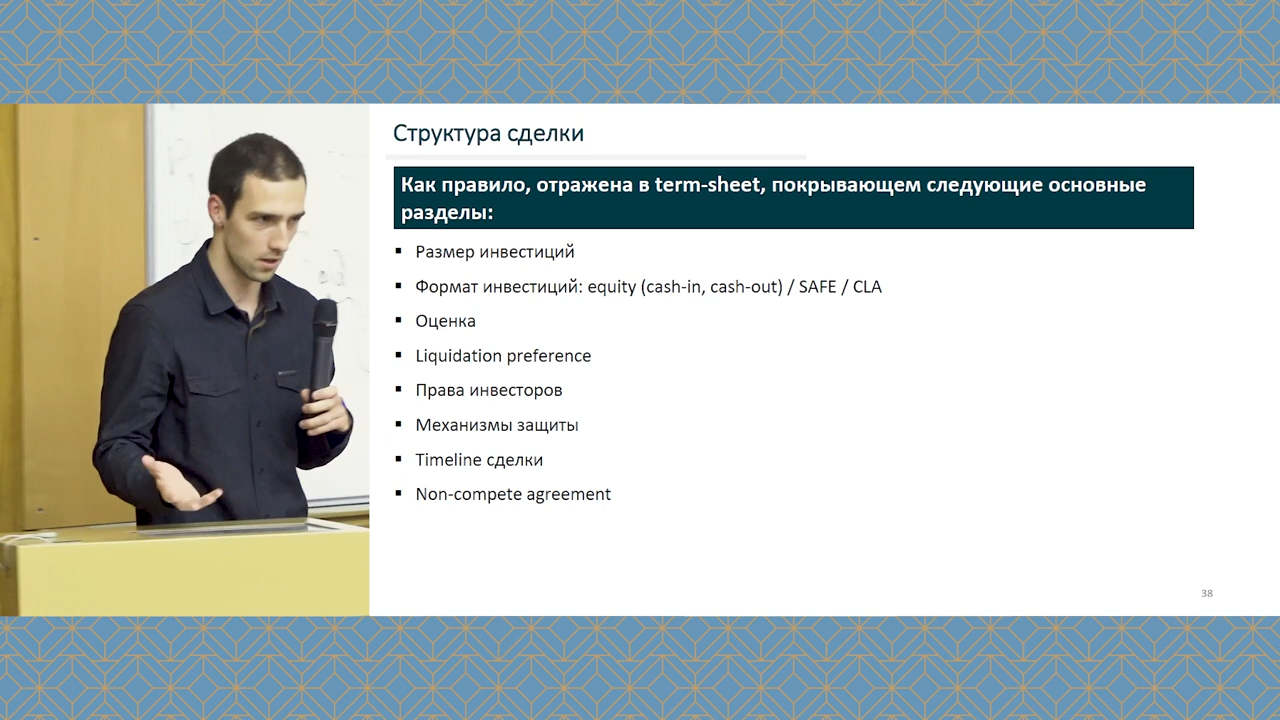 Структура сделки
Как правило, отражена в term-sheet, покрывающем следующие основные
разделы:
Размер инвестиций
Формат инвестиций: equity (cash-in, cash-out) / SAFE / CLA
Оценка
Liquidation preference
Права инвесторов
Механизмы защиты
Timeline сделки
Non-compete agreement
38